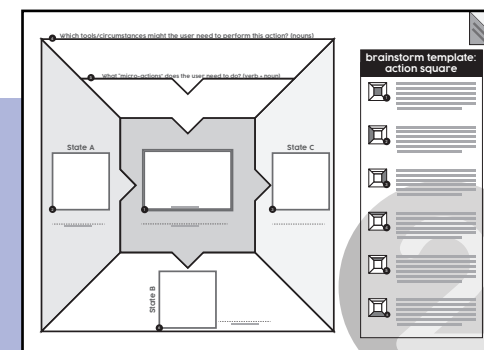 Which tools/circumstances might the user need to perform this action? (nouns)
What "micro-actions" does the user need to do? (verb + noun)
State A
State C
State B
brainstorm template:
action square
2